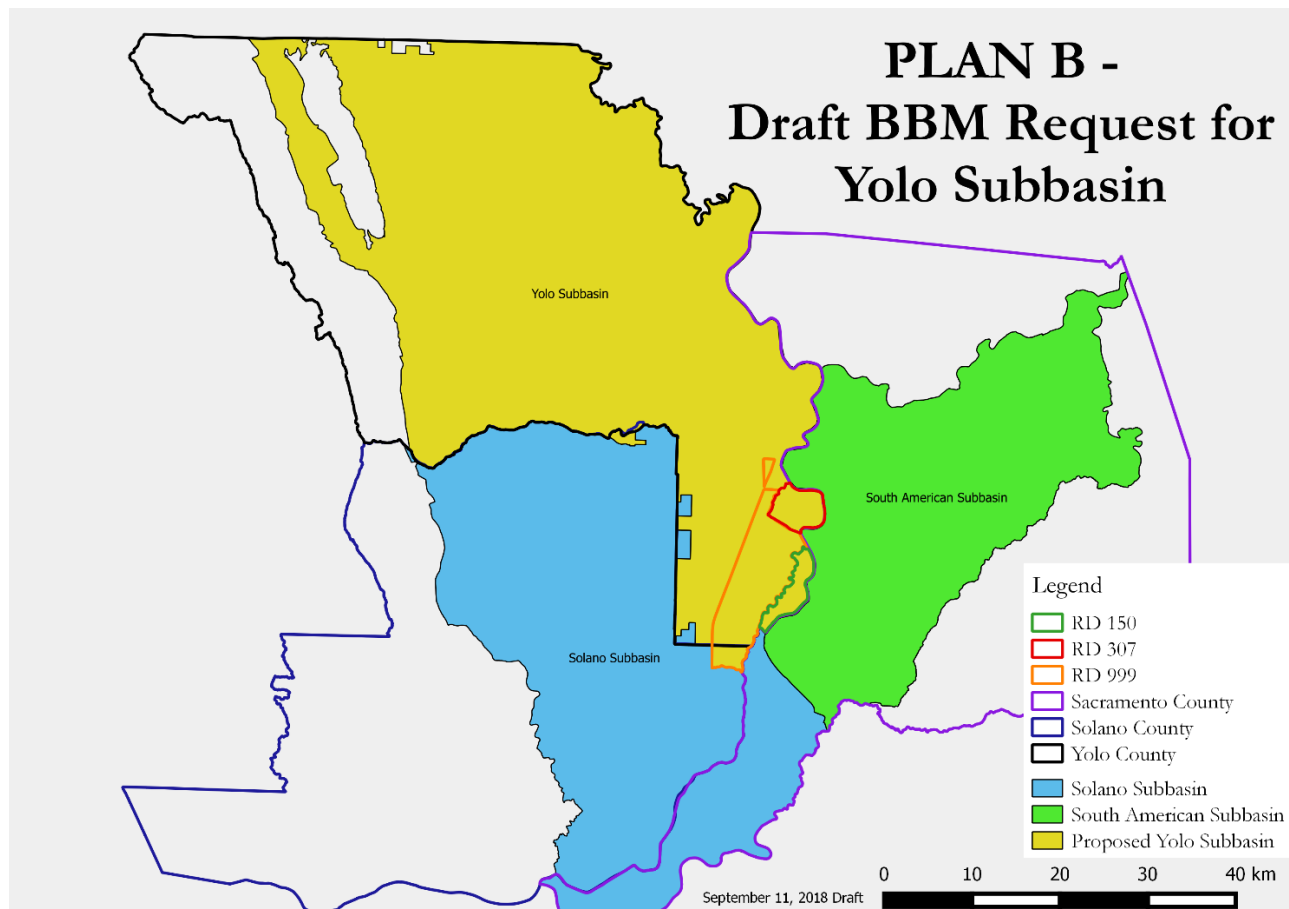 PLAN B -
Draft BBM Request for
Yolo Subbasin
Yolo Subbasin
South American Subbasin
Solano Subbasin
Legend
RD 150
RD 307
RD 999
Sacramento County
Solano County
Yolo County
Solano Subbasin
South American Subbasin
Proposed Yolo Subbasin
September 11, 2018 Draft
0 10 20 30 40 km